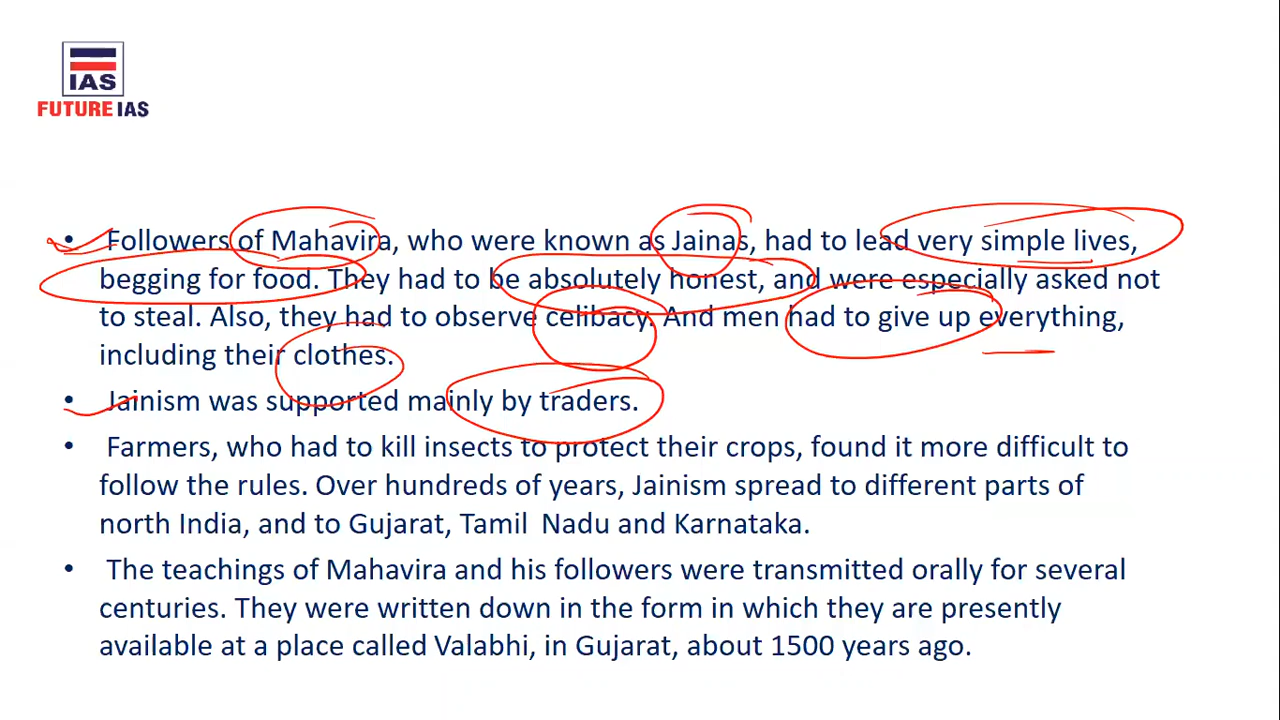 IAS
FUTURE IAS
• Followers of Mahavira, who were known as Jainas, had to lead very simple lives,
begging for food. They had to be absolutely honest, and were especially asked not
to steal. Also, they had to observe celibacy. And men had to give up everything,
including their clothes.
• Jainism was supported mainly by traders.
• Farmers, who had to kill insects to protect their crops, found it more difficult to
follow the rules. Over hundreds of years, Jainism spread to different parts of
north India, and to Gujarat, Tamil Nadu and Karnataka.
• The teachings of Mahavira and his followers were transmitted orally for several
centuries. They were written down in the form in which they are presently
available at a place called Valabhi, in Gujarat, about 1500 years ago.